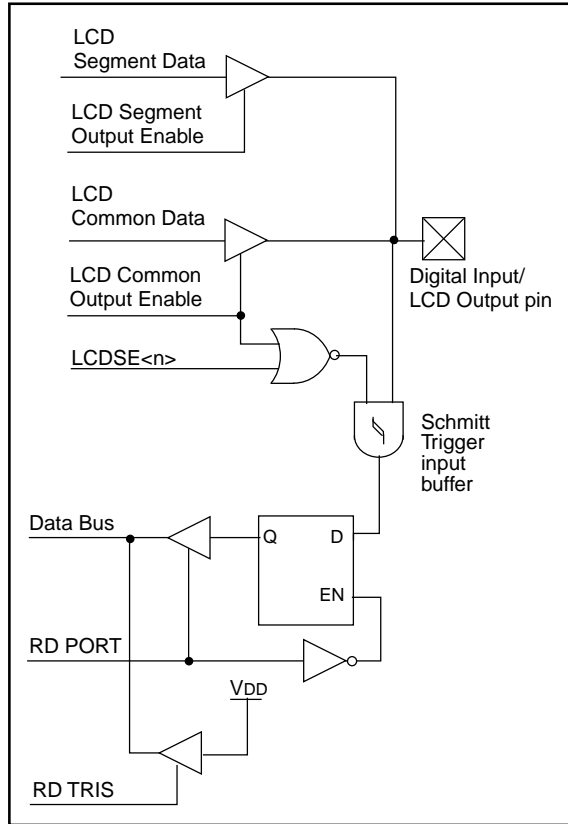 LCD
Segment Data
LCD Segment
Output Enable
LCD
Common Data
LCD Common
Output Enable
Digital Input/
LCD Output pin
LCDSE<n>
Schmitt
Trigger
input
buffer
Data Bus
Q
D
EN
RD PORT
VDD
RD TRIS